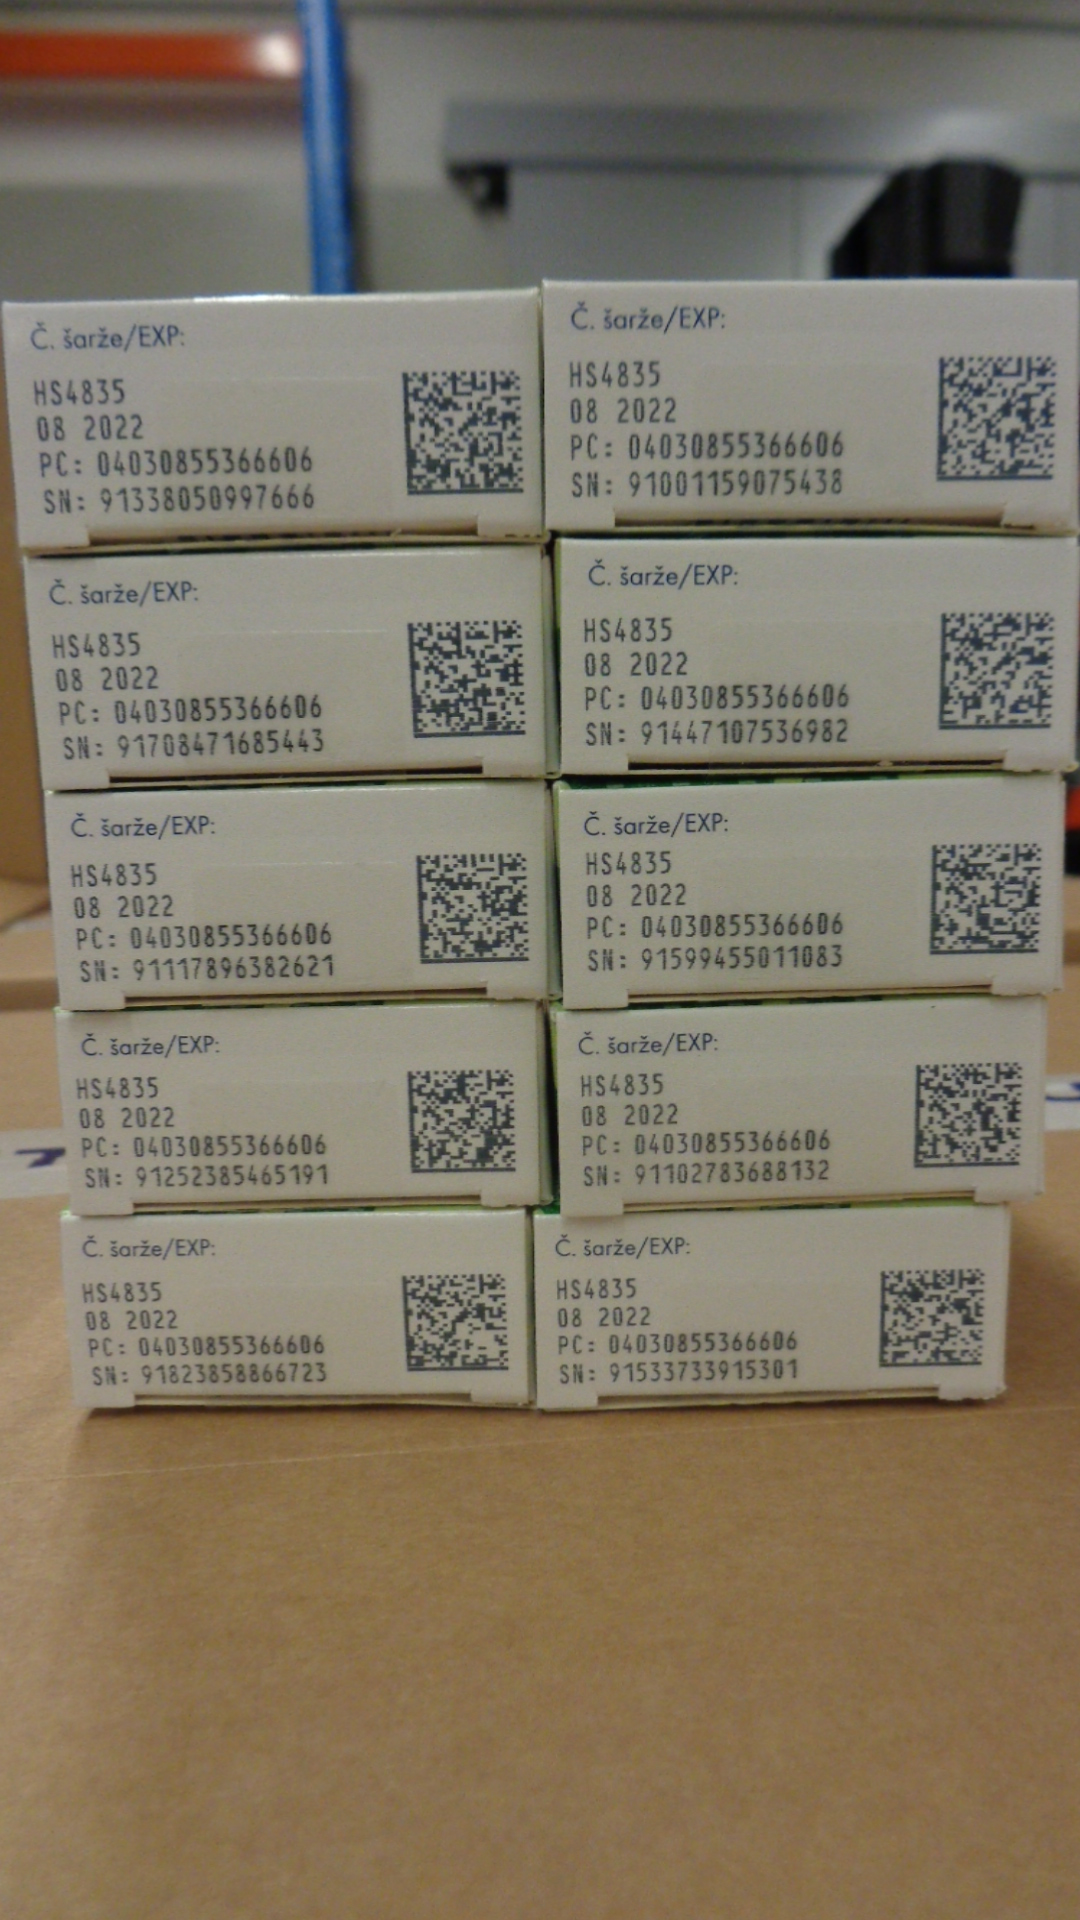 Č. šarže/EXP:
HS4835
08 2022
PC: 04030855366606
SN: 91338050997666
Č. šarže/EXP:
HS4835
08 2022
PC: 04030855366606
SN: 91001159075438
Č. šarže/EXP:
HS4835
08 2022
PC: 04030855366606
SN: 91708471685443
Č. šarže/EXP:
HS4835
08 2022
PC: 04030855366606
SN: 91447107536982
Č. šarže/EXP:
HS4835
08 2022
PC: 04030855366606
SN: 91117896382621
Č. šarže/EXP:
HS4835
08 2022
PC: 04030855366606
SN: 91599455011083
Č. šarže/EXP:
HS4835
08 2022
PC: 04030855366606
SN: 91252385465191
Č. šarže/EXP:
HS4835
08 2022
PC: 04030855366606
SN: 91102783688132
Č. šarže/EXP:
HS4835
08 2022
PC: 04030855366606
SN: 91823858866723
Č. šarže/EXP:
HS4835
08 2022
PC: 04030855366606
SN: 91533733915301